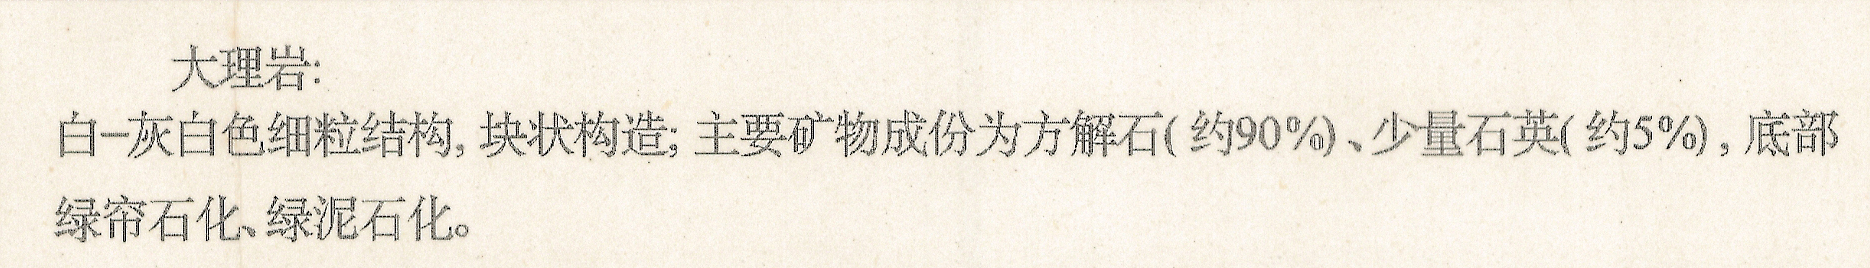 大理岩:
白-灰白色细粒结构, 块状构造; 主要矿物成份为方解石( 约90%)、少量石英( 约5%), 底部
绿帘石化、绿泥石化。